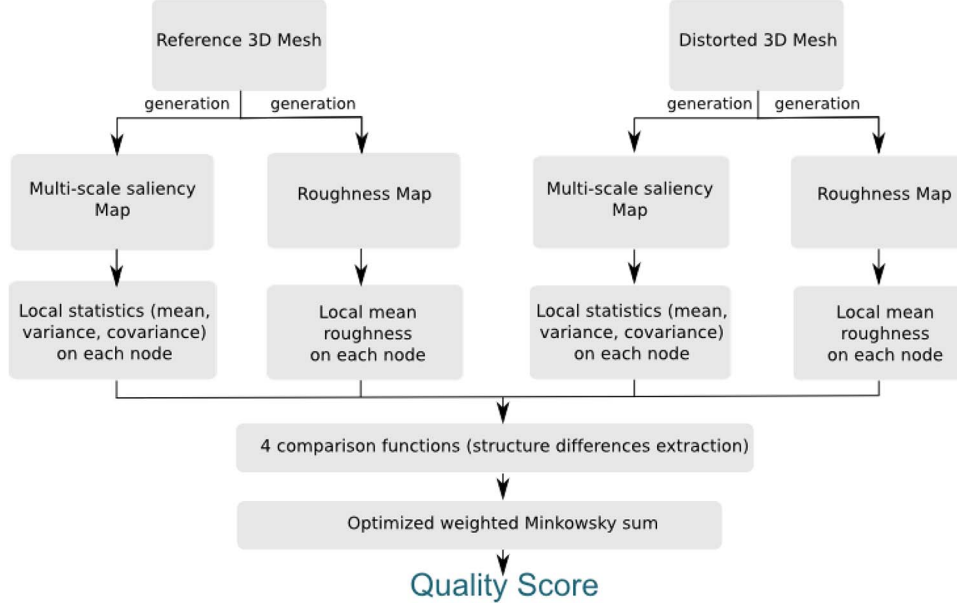 Reference 3D Mesh
Distorted 3D Mesh
generation
generation
generation
generation
Multi-scale saliency
Map
Roughness Map
Multi-scale saliency
Map
Roughness Map
Local statistics (mean,
variance, covariance)
on each node
Local mean
roughness
on each node
Local statistics (mean,
variance, covariance)
on each node
Local mean
roughness
on each node
4 comparison functions (structure differences extraction)
Optimized weighted Minkowsky sum
Quality Score